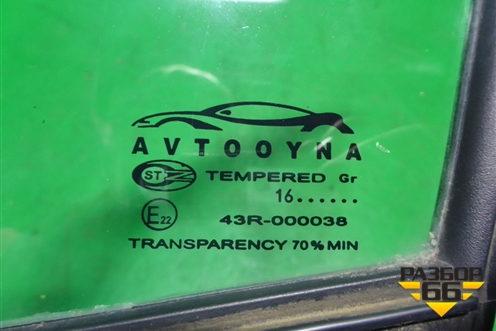 AVTOOYNA
ST
TEMPERED Gr
16......
E22 43R-000038
TRANSPARENCY 70%MIN
РАЗБОР
66